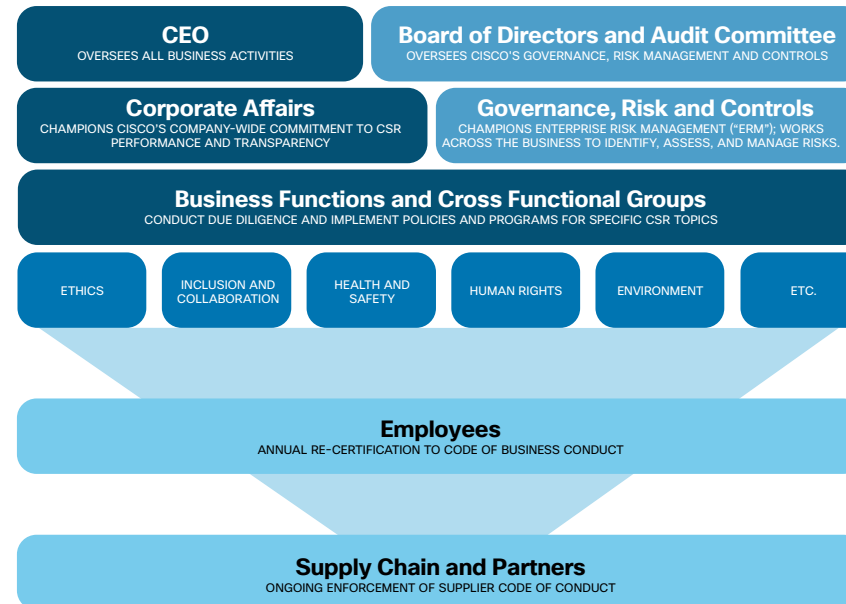 CEO
OVERSEES ALL BUSINESS ACTIVITIES
Board of Directors and Audit Committee
OVERSEES CISCO'S GOVERNANCE, RISK MANAGEMENT AND CONTROLS
Corporate Affairs
CHAMPIONS CISCO'S COMPANY-WIDE COMMITMENT TO CSR
PERFORMANCE AND TRANSPARENCY
Governance, Risk and Controls
CHAMPIONS ENTERPRISE RISK MANAGEMENT ("ERM"); WORKS
ACROSS THE BUSINESS TO IDENTIFY, ASSESS, AND MANAGE RISKS.
Business Functions and Cross Functional Groups
CONDUCT DUE DILIGENCE AND IMPLEMENT POLICIES AND PROGRAMS FOR SPECIFIC CSR TOPICS
ETHICS
INCLUSION AND
COLLABORATION
HEALTH AND
SAFETY
HUMAN RIGHTS
ENVIRONMENT
ETC.
Employees
ANNUAL RE-CERTIFICATION TO CODE OF BUSINESS CONDUCT
Supply Chain and Partners
ONGOING ENFORCEMENT OF SUPPLIER CODE OF CONDUCT